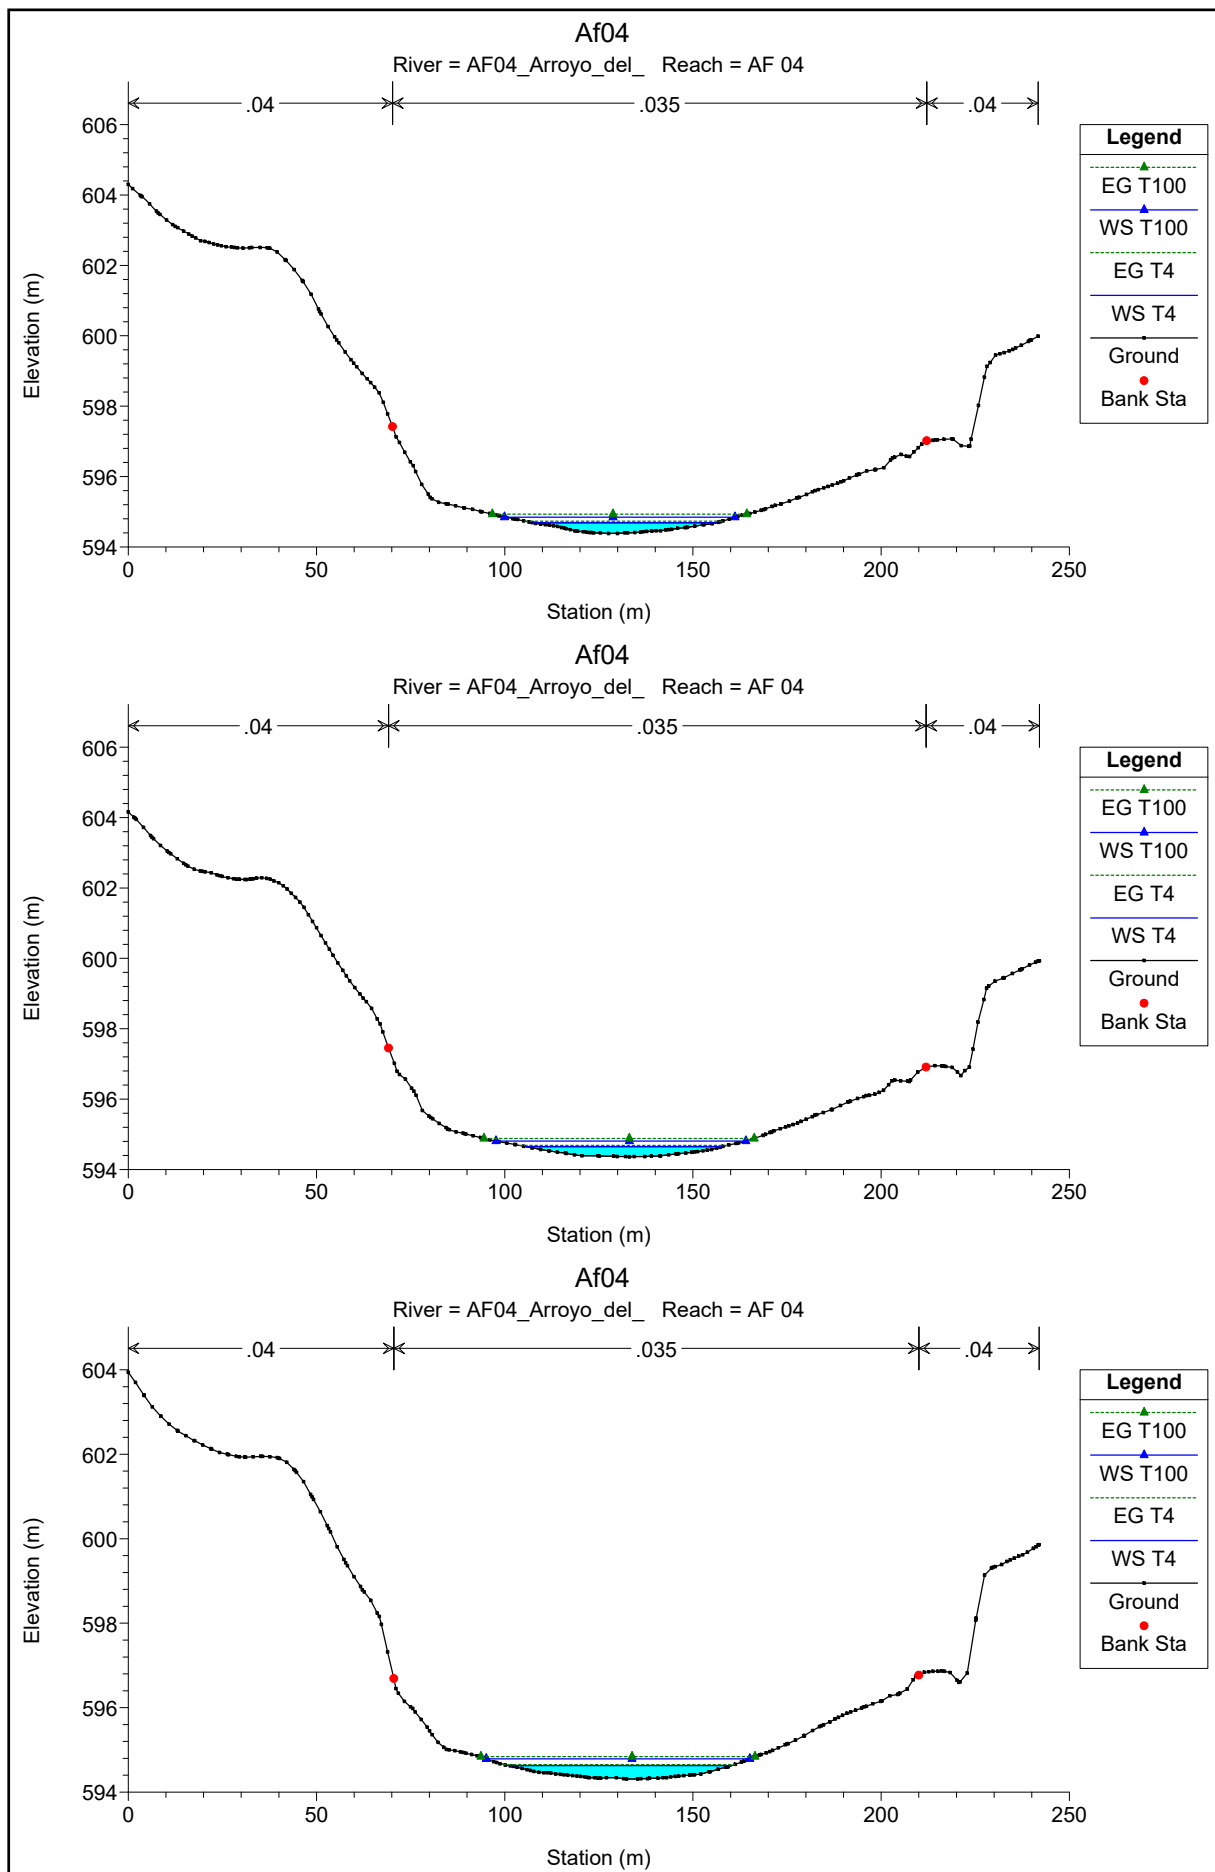 Af04
River = AF04_Arroyo_del_ Reach = AF 04
.04 .035 .04
606
604
602
600
598
596
594
0 50 100 150 200 250
Elevation (m)
Station (m)
Legend
EG T100
WS T100
EG T4
WS T4
Ground
Bank Sta
Af04
River = AF04_Arroyo_del_ Reach = AF 04
.04 .035 .04
606
604
602
600
598
596
594
0 50 100 150 200 250
Elevation (m)
Station (m)
Legend
EG T100
WS T100
EG T4
WS T4
Ground
Bank Sta
Af04
River = AF04_Arroyo_del_ Reach = AF 04
.04 .035 .04
604
602
600
598
596
594
0 50 100 150 200 250
Elevation (m)
Station (m)
Legend
EG T100
WS T100
EG T4
WS T4
Ground
Bank Sta